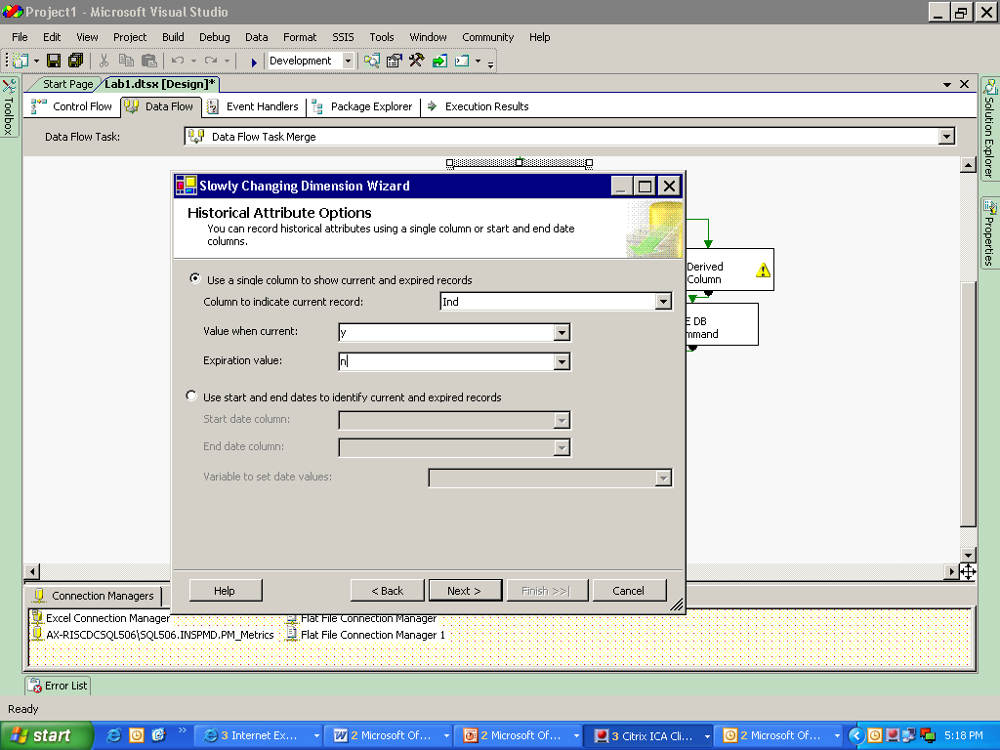 Project1 - Microsoft Visual Studio
File Edit View Project Build Debug Data Format SSIS Tools Window Community Help
Development
Start Page Lab1.dtsx [Design]*
Control Flow Data Flow Event Handlers Package Explorer Execution Results
Data Flow Task: Data Flow Task Merge
Toolbox
Solution Explorer
Properties
Slowly Changing Dimension Wizard
Historical Attribute Options
You can record historical attributes using a single column or start and end date
columns.
Use a single column to show current and expired records
Column to indicate current record: Ind
Value when current: y
Expiration value: n
Use start and end dates to identify current and expired records
Start date column:
End date column:
Variable to set date values:
Help < Back Next > Finish >>| Cancel
Derived
Column
E DB
mmand
Connection Managers
Excel Connection Manager Flat File Connection Manager
AX-RISCDCSQL506\SQL506.INSPMD.PM_Metrics Flat File Connection Manager 1
Error List
Ready
start » 3 Internet Ex... 2 Microsoft Of... 2 Microsoft Of... 3 Citrix ICA Cli... 2 Microsoft Of... 5:18 PM